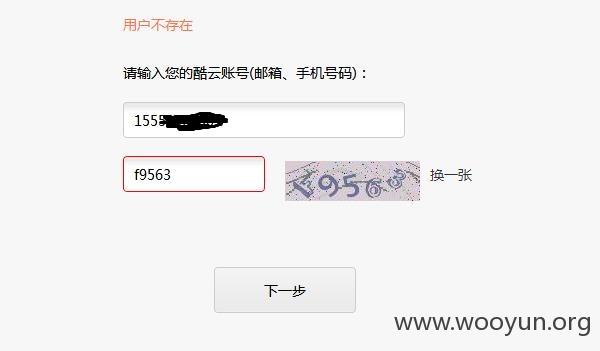 用户不存在
请输入您的酷云账号(邮箱、手机号码)：
155
f9563 F9563 换一张
下一步
www.wooyun.org